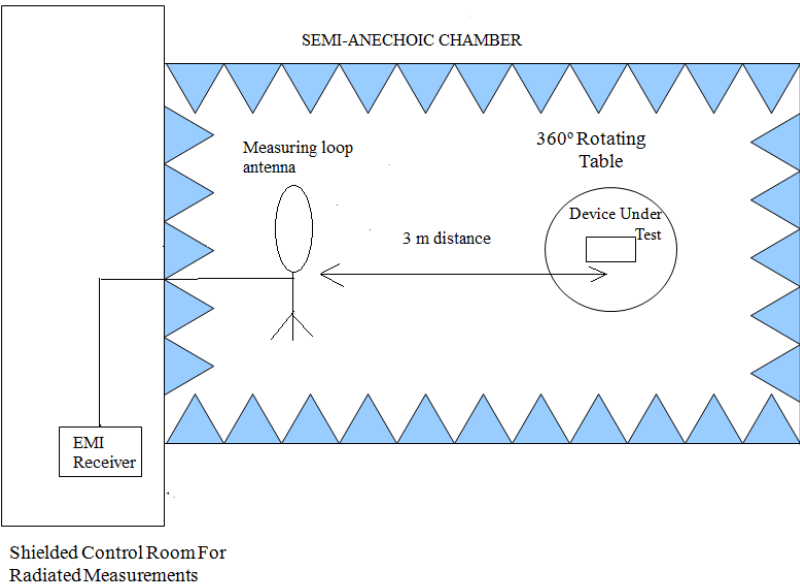 SEMI-ANECHOIC CHAMBER
Measuring loop
antenna
360º Rotating
Table
Device Under
Test
3 m distance
EMI
Receiver
Shielded Control Room For
Radiated Measurements